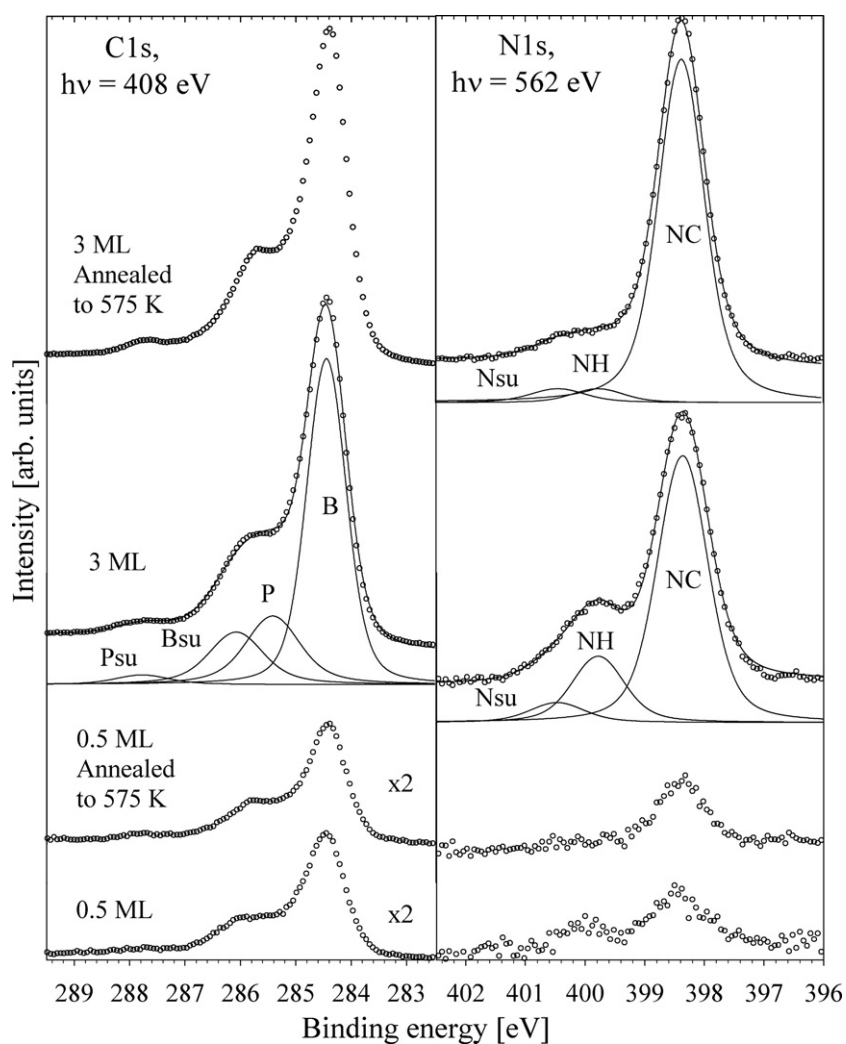 C1s,
hν = 408 eV
3 ML
Annealed
to 575 K
B
3 ML
P
Bsu
Psu
0.5 ML
Annealed
to 575 K
x2
0.5 ML
x2
N1s,
hν = 562 eV
NC
NH
Nsu
NC
NH
Nsu
Intensity [arb. units]
289 288 287 286 285 284 283
402 401 400 399 398 397 396
Binding energy [eV]